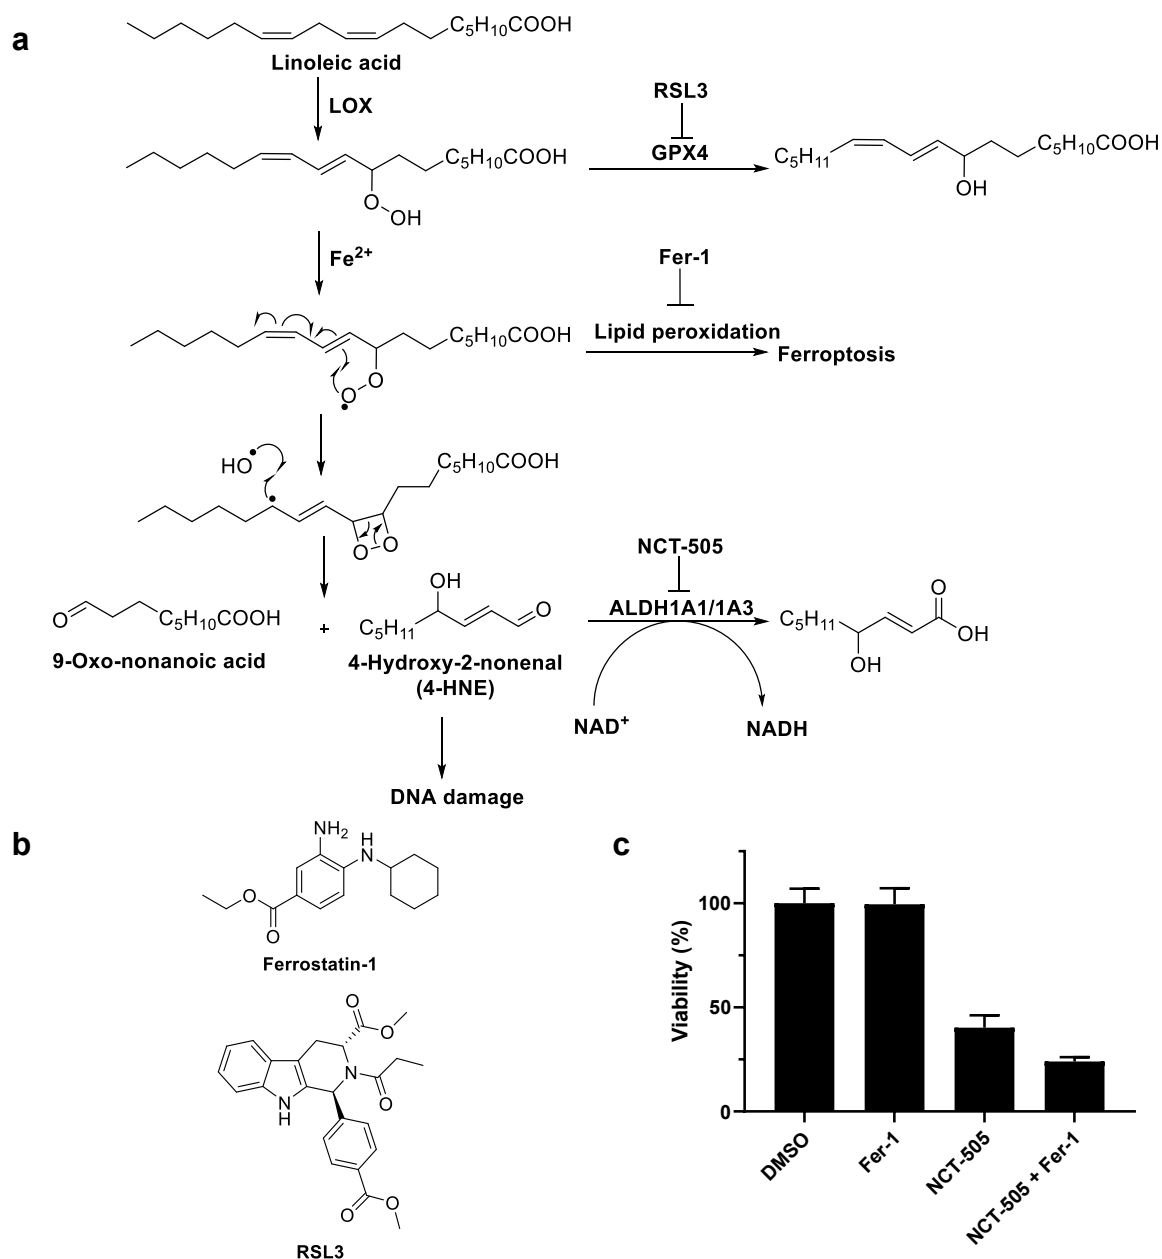 a
C5H10COOH
Linoleic acid
LOX
C5H10COOH
O
OH
RSL3
GPX4
C5H11
C5H10COOH
OH
Fe2+
C5H10COOH
O
O
Fer-1
Lipid peroxidation
Ferroptosis
HO
C5H10COOH
O
O
O
C5H10COOH
9-Oxo-nonanoic acid
+
OH
C5H11
O
4-Hydroxy-2-nonenal
(4-HNE)
NCT-505
ALDH1A1/1A3
NAD+
NADH
C5H11
OH
O
OH
DNA damage
b
NH2
H
N
O
O
Ferrostatin-1
O
O
N
O
N
H
O
O
RSL3
c
Viability (%)
100
50
0
DMSO
Fer-1
NCT-505
NCT-505 + Fer-1